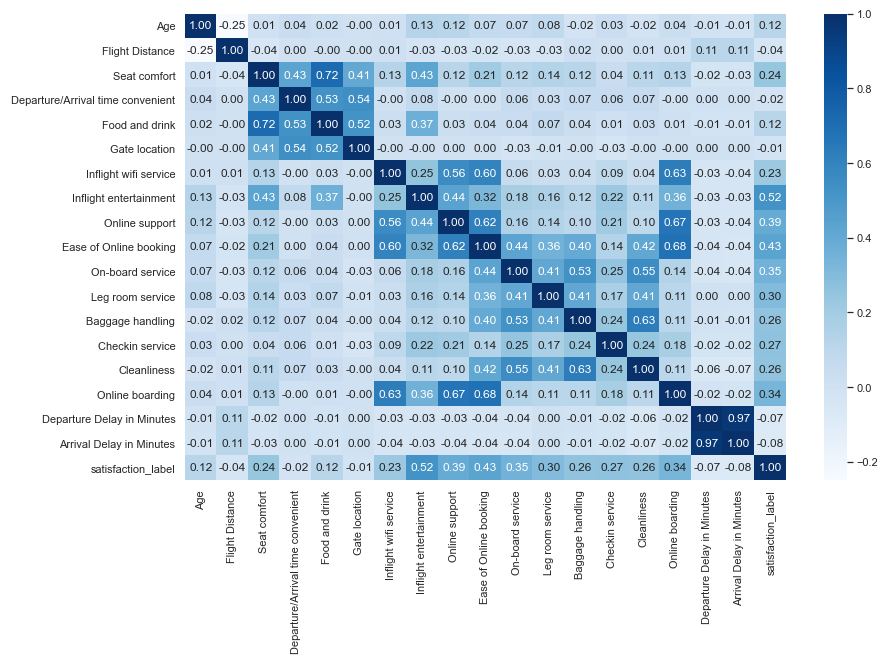 Age 1.00 -0.25 0.01 0.04 0.02 -0.00 0.01 0.13 0.12 0.07 0.07 0.08 -0.02 0.03 -0.02 0.04 -0.01 -0.01 0.12
Flight Distance -0.25 1.00 -0.04 0.00 -0.00 -0.00 0.01 -0.03 -0.03 -0.02 -0.03 -0.03 0.02 0.00 0.01 0.01 0.11 0.11 -0.04
Seat comfort 0.01 -0.04 1.00 0.43 0.72 0.41 0.13 0.43 0.12 0.21 0.12 0.14 0.12 0.04 0.11 0.13 -0.02 -0.03 0.24
Departure/Arrival time convenient 0.04 0.00 0.43 1.00 0.53 0.54 -0.00 0.08 -0.00 0.00 0.06 0.03 0.07 0.06 0.07 -0.00 0.00 0.00 -0.02
Food and drink 0.02 -0.00 0.72 0.53 1.00 0.52 0.03 0.37 0.03 0.04 0.04 0.07 0.04 0.01 0.03 0.01 -0.01 -0.01 0.12
Gate location -0.00 -0.00 0.41 0.54 0.52 1.00 -0.00 -0.00 0.00 0.00 -0.03 -0.01 -0.00 -0.03 -0.00 -0.00 0.00 0.00 -0.01
Inflight wifi service 0.01 0.01 0.13 -0.00 0.03 -0.00 1.00 0.25 0.56 0.60 0.06 0.03 0.04 0.09 0.04 0.63 -0.03 -0.04 0.23
Inflight entertainment 0.13 -0.03 0.43 0.08 0.37 -0.00 0.25 1.00 0.44 0.32 0.18 0.16 0.12 0.22 0.11 0.36 -0.03 -0.03 0.52
Online support 0.12 -0.03 0.12 -0.00 0.03 0.00 0.56 0.44 1.00 0.62 0.16 0.14 0.10 0.21 0.10 0.67 -0.03 -0.04 0.39
Ease of Online booking 0.07 -0.02 0.21 0.00 0.04 0.00 0.60 0.32 0.62 1.00 0.44 0.36 0.40 0.14 0.42 0.68 -0.04 -0.04 0.43
On-board service 0.07 -0.03 0.12 0.06 0.04 -0.03 0.06 0.18 0.16 0.44 1.00 0.41 0.53 0.25 0.55 0.14 -0.04 -0.04 0.35
Leg room service 0.08 -0.03 0.14 0.03 0.07 -0.01 0.03 0.16 0.14 0.36 0.41 1.00 0.41 0.17 0.41 0.11 0.00 0.00 0.30
Baggage handling -0.02 0.02 0.12 0.07 0.04 -0.00 0.04 0.12 0.10 0.40 0.53 0.41 1.00 0.24 0.63 0.11 -0.01 -0.01 0.26
Checkin service 0.03 0.00 0.04 0.06 0.01 -0.03 0.09 0.22 0.21 0.14 0.25 0.17 0.24 1.00 0.24 0.18 -0.02 -0.02 0.27
Cleanliness -0.02 0.01 0.11 0.07 0.03 -0.00 0.04 0.11 0.10 0.42 0.55 0.41 0.63 0.24 1.00 0.11 -0.06 -0.07 0.26
Online boarding 0.04 0.01 0.13 -0.00 0.01 -0.00 0.63 0.36 0.67 0.68 0.14 0.11 0.11 0.18 0.11 1.00 -0.02 -0.02 0.34
Departure Delay in Minutes -0.01 0.11 -0.02 0.00 -0.01 0.00 -0.03 -0.03 -0.03 -0.04 -0.04 0.00 -0.01 -0.02 -0.06 -0.02 1.00 0.97 -0.07
Arrival Delay in Minutes -0.01 0.11 -0.03 0.00 -0.01 0.00 -0.04 -0.03 -0.04 -0.04 -0.04 0.00 -0.01 -0.02 -0.07 -0.02 0.97 1.00 -0.08
satisfaction_label 0.12 -0.04 0.24 -0.02 0.12 -0.01 0.23 0.52 0.39 0.43 0.35 0.30 0.26 0.27 0.26 0.34 -0.07 -0.08 1.00
Age
Flight Distance
Seat comfort
Departure/Arrival time convenient
Food and drink
Gate location
Inflight wifi service
Inflight entertainment
Online support
Ease of Online booking
On-board service
Leg room service
Baggage handling
Checkin service
Cleanliness
Online boarding
Departure Delay in Minutes
Arrival Delay in Minutes
satisfaction_label
1.0
0.8
0.6
0.4
0.2
0.0
−0.2